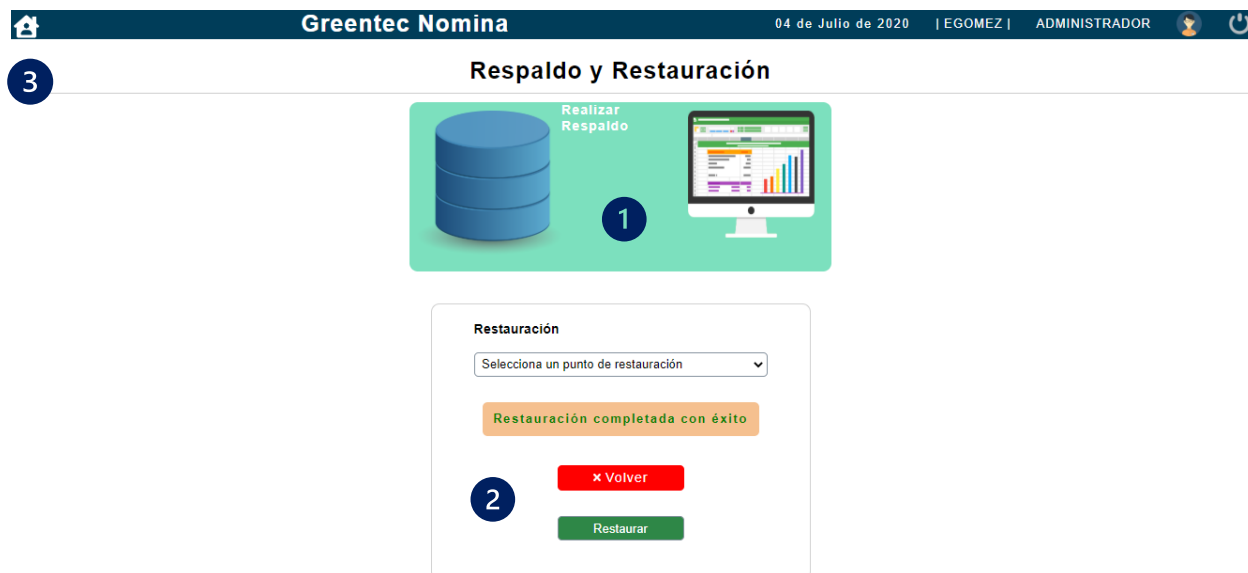 Greentec Nomina
04 de Julio de 2020 | EGOMEZ | ADMINISTRADOR
3
Respaldo y Restauración
Realizar
Respaldo
1
Restauración
Selecciona un punto de restauración
Restauración completada con éxito
× Volver
2
Restaurar